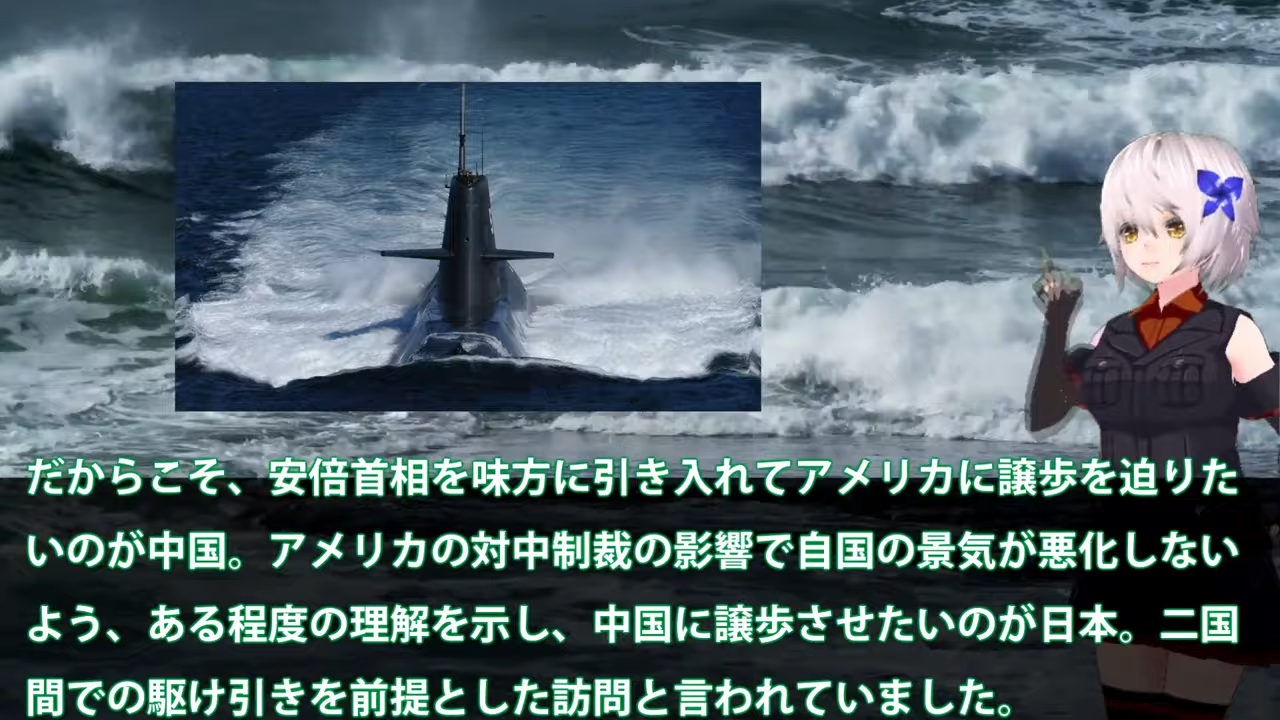 だからこそ、安倍首相を味方に引き入れてアメリカに譲歩を迫りた
いのが中国。アメリカの対中制裁の影響で自国の景気が悪化しない
よう、ある程度の理解を示し、中国に譲歩させたいのが日本。二国
間での駆け引きを前提とした訪問と言われていました。